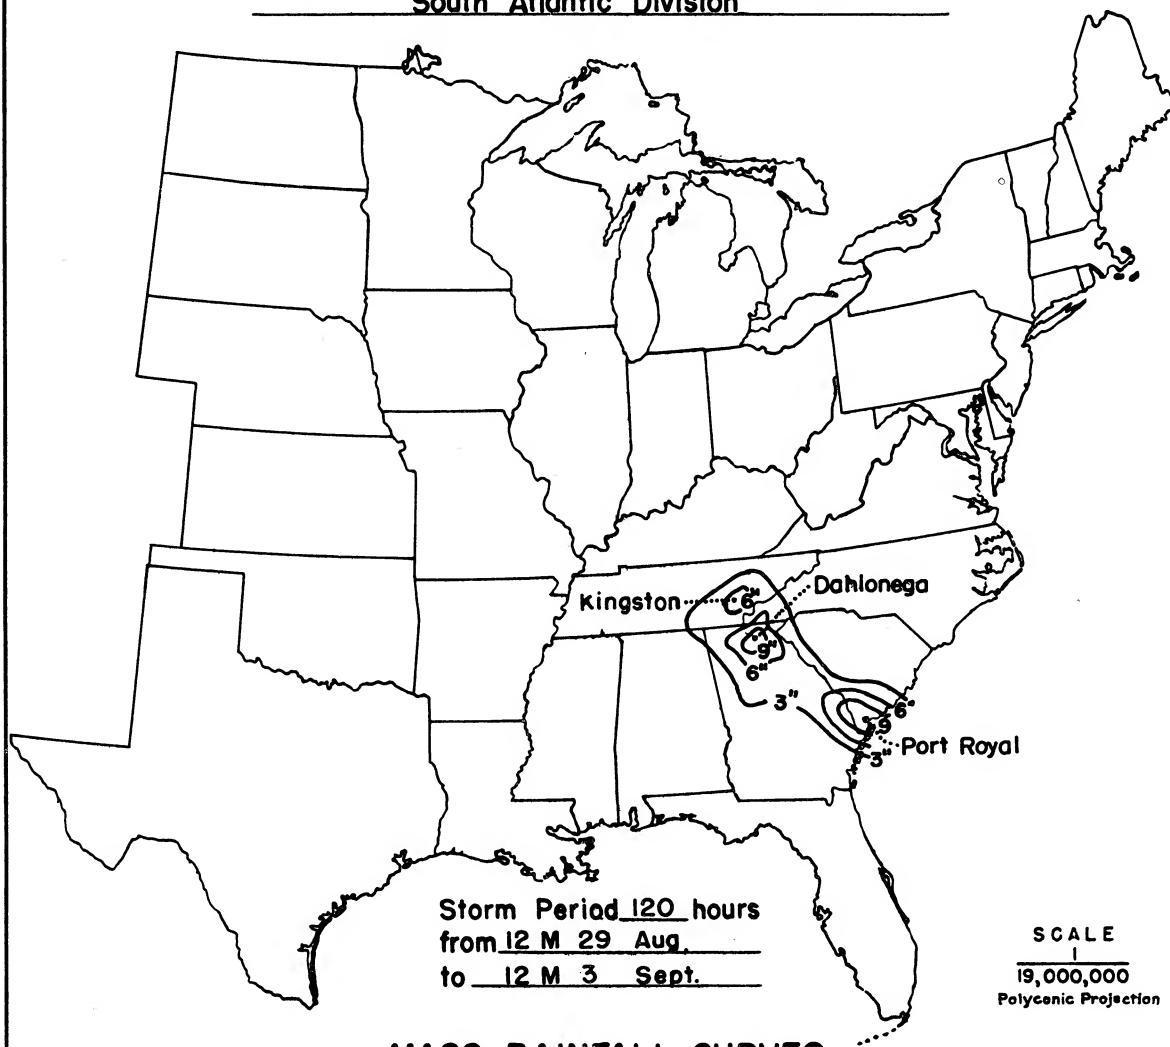 South Atlantic Division
Kingston
6"
Dahlonega
9"
6"
3"
6"
9
3"
Port Royal
Storm Period 120 hours
from 12 M 29 Aug.
to 12 M 3 Sept.
SCALE
1
19,000,000
Polyconic Projection
MASS RAINFALL CURVES